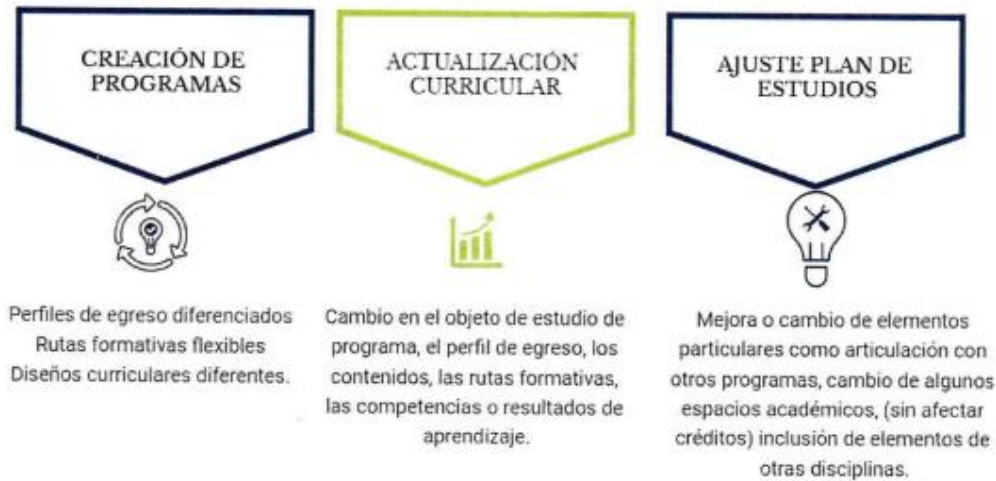 CREACIÓN DE
PROGRAMAS
Perfiles de egreso diferenciados
Rutas formativas flexibles
Diseños curriculares diferentes.
ACTUALIZACIÓN
CURRICULAR
Cambio en el objeto de estudio de
programa, el perfil de egreso, los
contenidos, las rutas formativas,
las competencias o resultados de
aprendizaje.
AJUSTE PLAN DE
ESTUDIOS
Mejora o cambio de elementos
particulares como articulación con
otros programas, cambio de algunos
espacios académicos, (sin afectar
créditos) inclusión de elementos de
otras disciplinas.